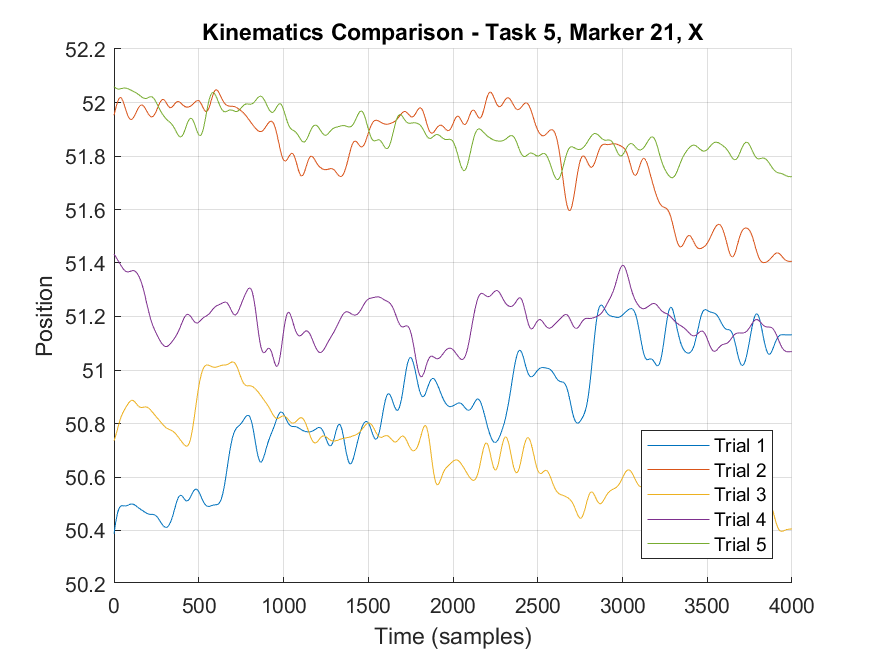 Kinematics Comparison - Task 5, Marker 21, X
52.2
52
51.8
51.6
51.4
51.2
51
50.8
50.6
50.4
50.2
Position
Trial 1
Trial 2
Trial 3
Trial 4
Trial 5
0 500 1000 1500 2000 2500 3000 3500 4000
Time (samples)